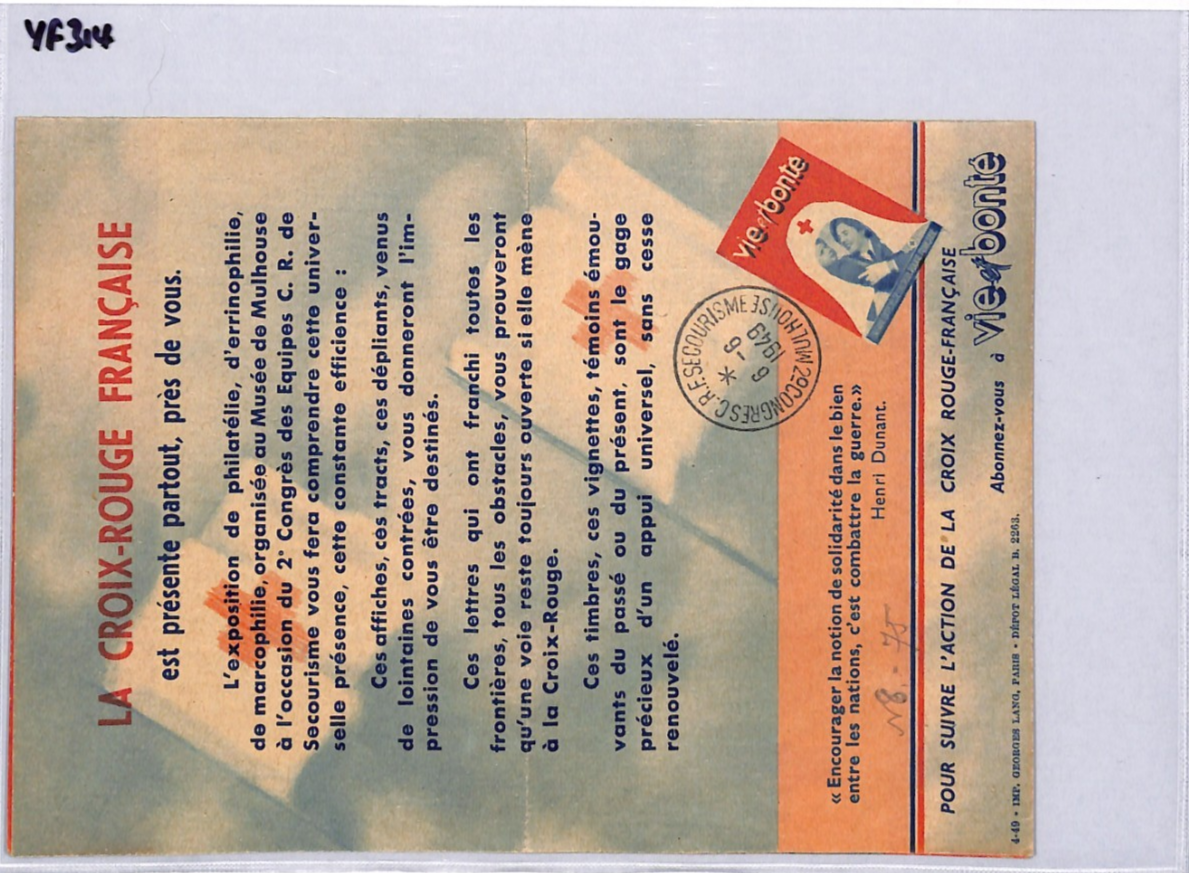 YF314
LA CROIX-ROUGE FRANÇAISE
est présente partout, près de vous.
L'exposition de philatélie, d'errinophilie,
de marcophilie, organisée au Musée de Mulhouse
à l'occasion du 2e Congrès des Equipes C. R. de
Secourisme vous fera comprendre cette univer-
selle présence, cette constante efficience :
Ces affiches, ces tracts, ces dépliants, venus
de lointaines contrées, vous donneront l'im-
pression de vous être destinés.
Ces lettres qui ont franchi toutes les
frontières, tous les obstacles, vous prouveront
qu'une voie reste toujours ouverte si elle mène
à la Croix-Rouge.
Ces timbres, ces vignettes, témoins émou-
vants du passé ou du présent, sont le gage
précieux d'un appui universel, sans cesse
renouvelé.
2e CONGRES C.R.F. SECOURISME MULHOUSE
6 -6
1949
vie et bonté
« Encourager la notion de solidarité dans le bien
entre les nations, c'est combattre la guerre.»
Henri Dunant.
POUR SUIVRE L'ACTION DE LA CROIX ROUGE-FRANÇAISE
Abonnez-vous à vie et bonté
4-49 • IMP. GEORGES LANG, PARIS • DÉPOT LÉGAL B. 2263.